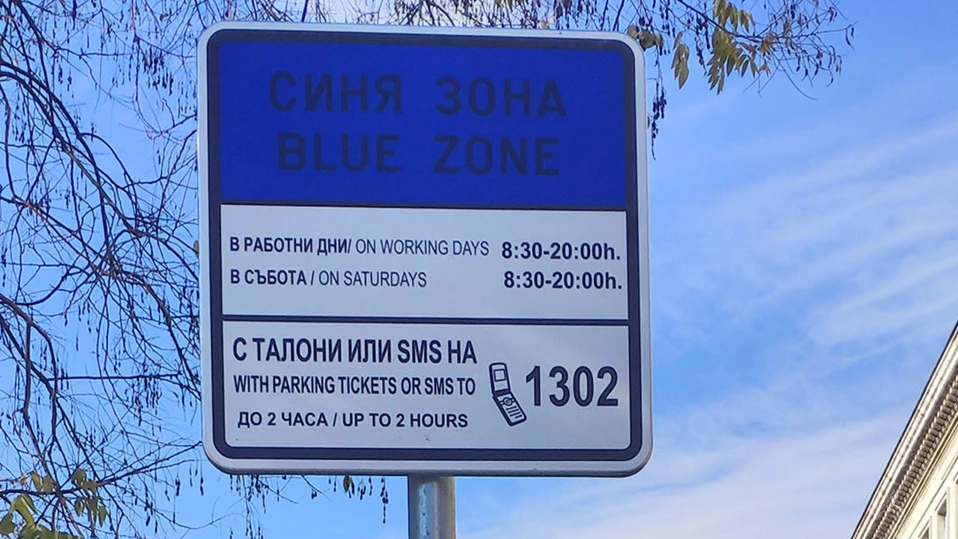 СИНЯ ЗОНА
BLUE ZONE
В РАБОТНИ ДНИ/ ON WORKING DAYS 8:30-20:00h.
В СЪБОТА / ON SATURDAYS 8:30-20:00h.
С ТАЛОНИ ИЛИ SMS НА
WITH PARKING TICKETS OR SMS TO 1302
ДО 2 ЧАСА / UP TO 2 HOURS